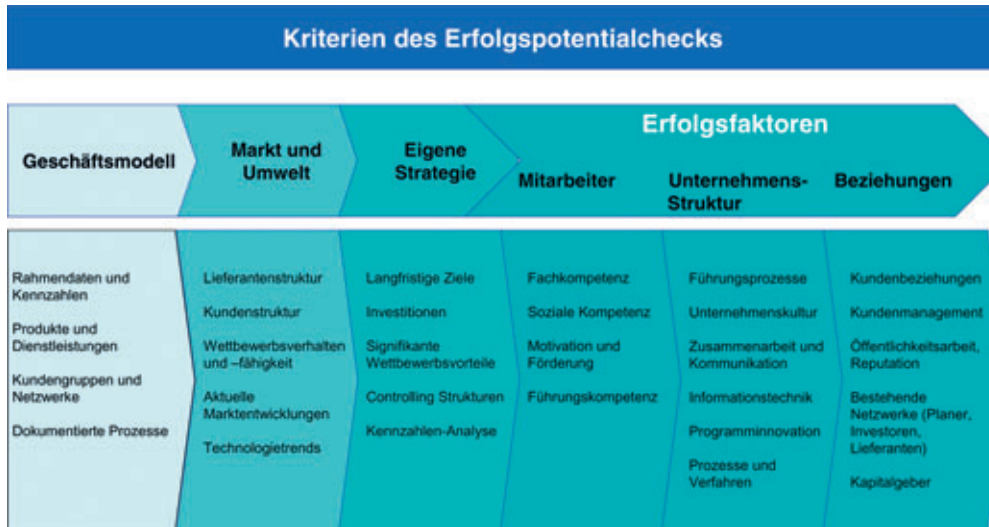 Kriterien des Erfolgspotentialchecks
Geschäftsmodell
Markt und
Umwelt
Eigene
Strategie
Erfolgsfaktoren
Mitarbeiter
Unternehmens-
Struktur
Beziehungen
Rahmendaten und
Kennzahlen
Produkte und
Dienstleistungen
Kundengruppen und
Netzwerke
Dokumentierte Prozesse
Lieferantenstruktur
Kundenstruktur
Wettbewerbsverhalten
und –fähigkeit
Aktuelle
Marktentwicklungen
Technologietrends
Langfristige Ziele
Investitionen
Signifikante
Wettbewerbsvorteile
Controlling Strukturen
Kennzahlen-Analyse
Fachkompetenz
Soziale Kompetenz
Motivation und
Förderung
Führungskompetenz
Führungsprozesse
Unternehmenskultur
Zusammenarbeit und
Kommunikation
Informationstechnik
Programminnovation
Prozesse und
Verfahren
Kundenbeziehungen
Kundenmanagement
Öffentlichkeitsarbeit,
Reputation
Bestehende
Netzwerke (Planer,
Investoren,
Lieferanten)
Kapitalgeber